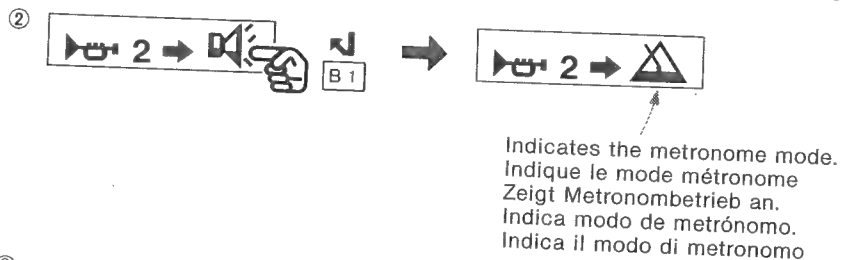 ②
2
B 1
2
Indicates the metronome mode.
Indique le mode métronome
Zeigt Metronombetrieb an.
Indica modo de metrónomo.
Indica il modo di metronomo